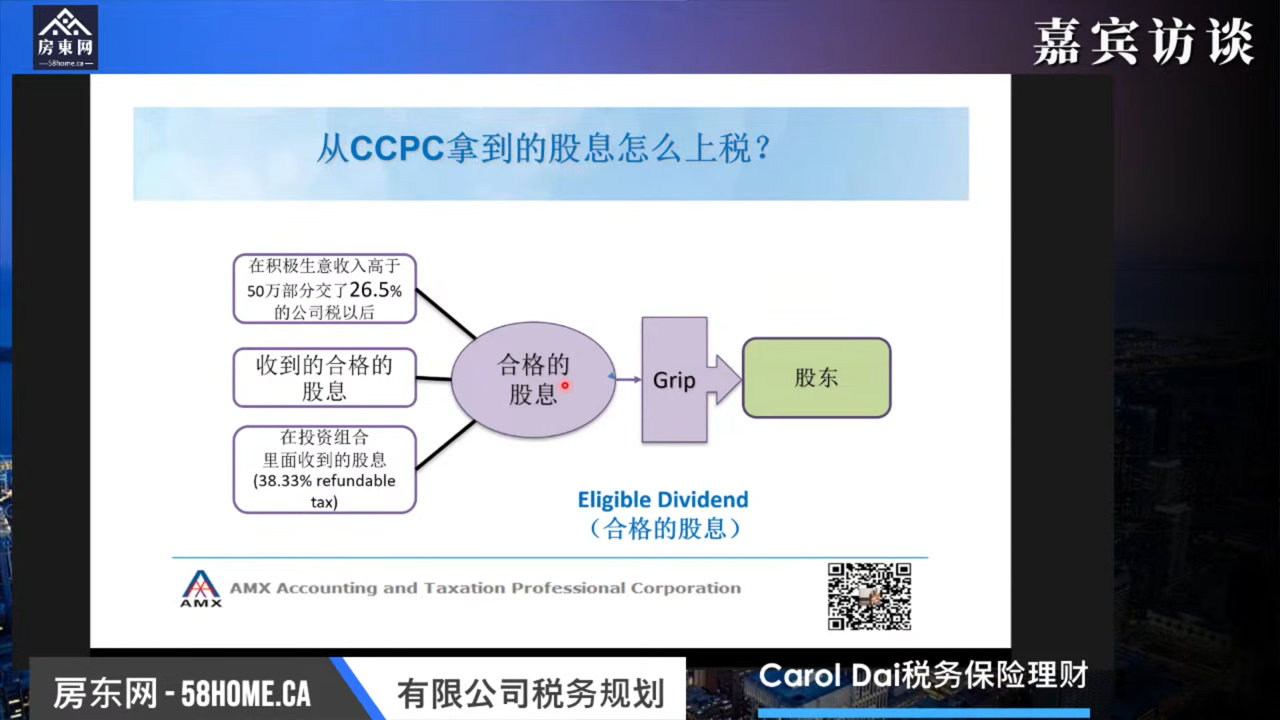 房東网
58home.ca
嘉宾访谈
从CCPC拿到的股息怎么上税？
在积极生意收入高于
50万部分交了26.5%
的公司税以后
收到的合格的
股息
在投资组合
里面收到的股息
(38.33% refundable
tax)
合格的
股息
Grip
股东
Eligible Dividend
（合格的股息）
AMX
AMX Accounting and Taxation Professional Corporation
房东网 - 58HOME.CA
有限公司税务规划
Carol Dai税务保险理财